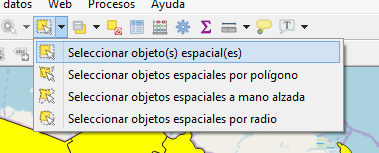 datos Web Procesos Ayuda
Seleccionar objeto(s) espacial(es)
Seleccionar objetos espaciales por polígono
Seleccionar objetos espaciales a mano alzada
Seleccionar objetos espaciales por radio